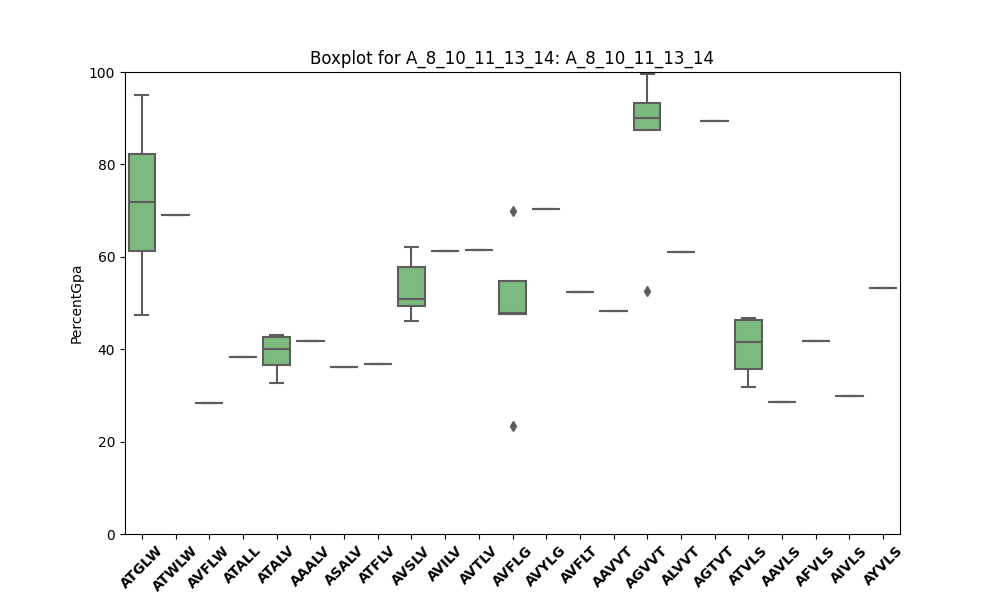 Boxplot for A_8_10_11_13_14: A_8_10_11_13_14
PercentGpa
100
80
60
40
20
0
ATGLW
ATWLW
AVFLW
ATALL
ATALV
AAALV
ASALV
ATFLV
AVSLV
AVILV
AVTLV
AVFLG
AVYLG
AVFLT
AAVVT
AGVVT
ALVVT
AGTVT
ATVLS
AAVLS
AFVLS
AIVLS
AYVLS